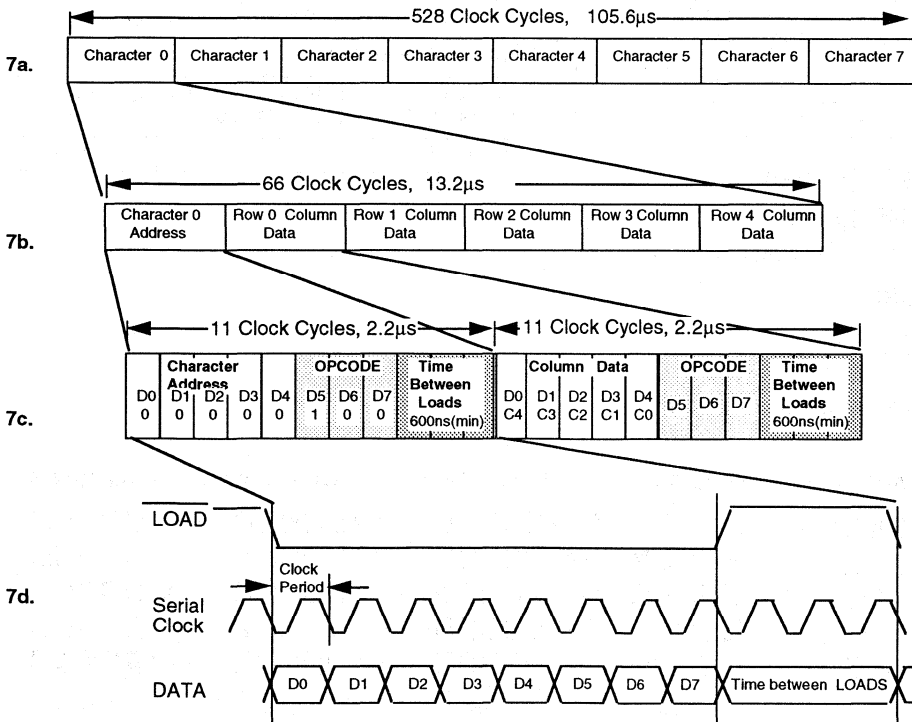 528 Clock Cycles, 105.6µs
7a.
Character 0 Character 1 Character 2 Character 3 Character 4 Character 5 Character 6 Character 7
66 Clock Cycles, 13.2µs
7b.
Character 0 Address
Row 0 Column Data
Row 1 Column Data
Row 2 Column Data
Row 3 Column Data
Row 4 Column Data
11 Clock Cycles, 2.2µs
11 Clock Cycles, 2.2µs
7c.
Character Address
OPCODE
Time Between Loads
600ns(min)
D0 D1 D2 D3 D4 D5 D6 D7
0 0 0 0 0 1 0 0
Column Data
OPCODE
Time Between Loads
600ns(min)
D0 D1 D2 D3 D4 D5 D6 D7
C4 C3 C2 C1 C0
7d.
LOAD
Clock Period
Serial Clock
DATA
D0 D1 D2 D3 D4 D5 D6 D7 Time between LOADS